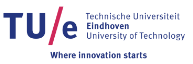 TU/e Technische Universiteit
Eindhoven
University of Technology
Where innovation starts